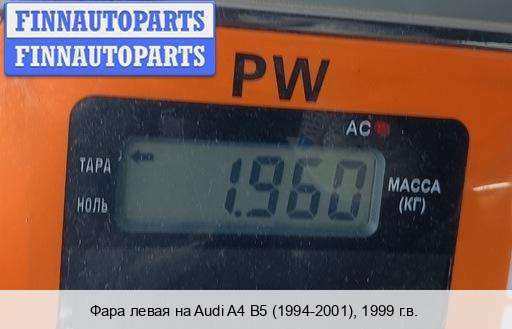 FINNAUTOPARTS
FINNAUTOPARTS
PW
AC
ТАРА
1.960
НОЛЬ
МАССА
(КГ)
Фара левая на Audi A4 B5 (1994-2001), 1999 г.в.